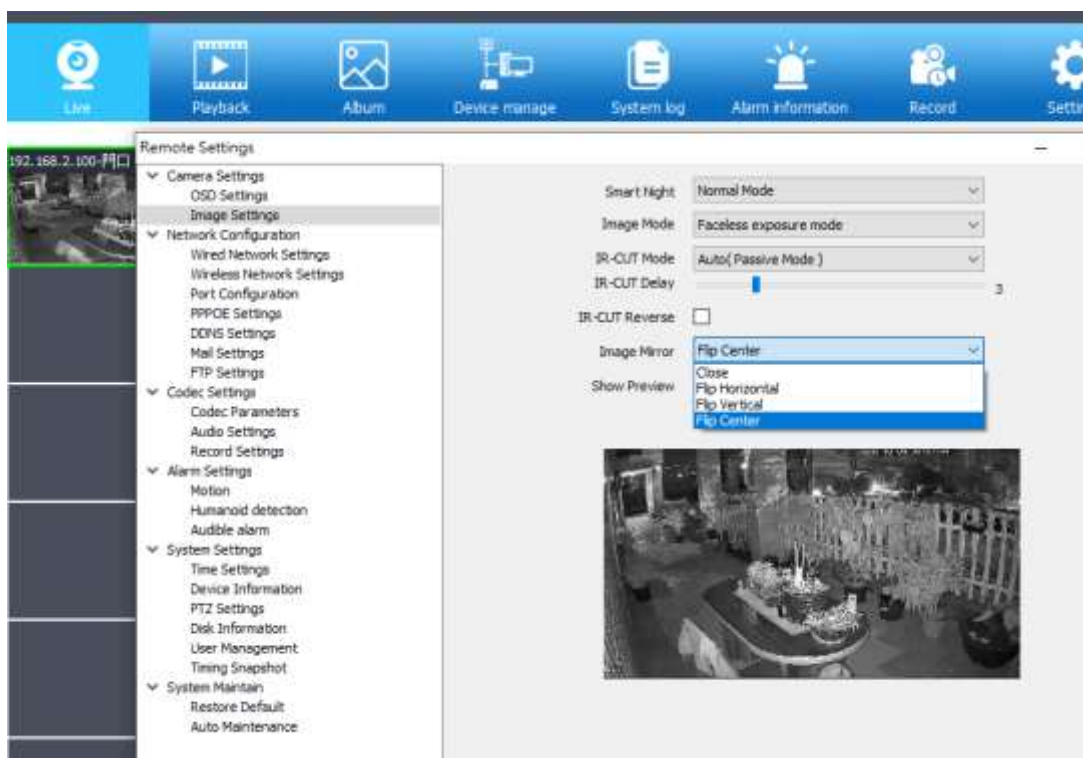 Live
Playback
Album
Device manage
System log
Alarm information
Record
192.168.2.100-門口
Remote Settings
Camera Settings
OSD Settings
Image Settings
Network Configuration
Wired Network Settings
Wireless Network Settings
Port Configuration
PPPOE Settings
DDNS Settings
Mail Settings
FTP Settings
Codec Settings
Codec Parameters
Audio Settings
Record Settings
Alarm Settings
Motion
Humanoid detection
Audible alarm
System Settings
Time Settings
Device Information
PTZ Settings
Disk Information
User Management
Timing Snapshot
System Maintain
Restore Default
Auto Maintenance
Smart Night Normal Mode
Image Mode Faceless exposure mode
IR-CUT Mode Auto( Passive Mode )
IR-CUT Delay 3
IR-CUT Reverse
Image Mirror Flip Center
Show Preview
Close
Flip Horizontal
Flip Vertical
Flip Center